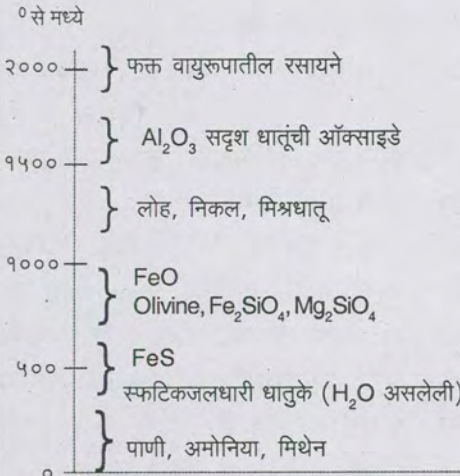 ° से मध्ये
२०००
फक्त वायुरूपातील रसायने
Al₂O₃ सदृश धातूंची ऑक्साइडे
१५००
लोह, निकल, मिश्रधातू
१०००
FeO
Olivine, Fe₂SiO₄, Mg₂SiO₄
FeS
५००
स्फटिकजलधारी धातुके (H₂O असलेली)
पाणी, अमोनिया, मिथेन
०